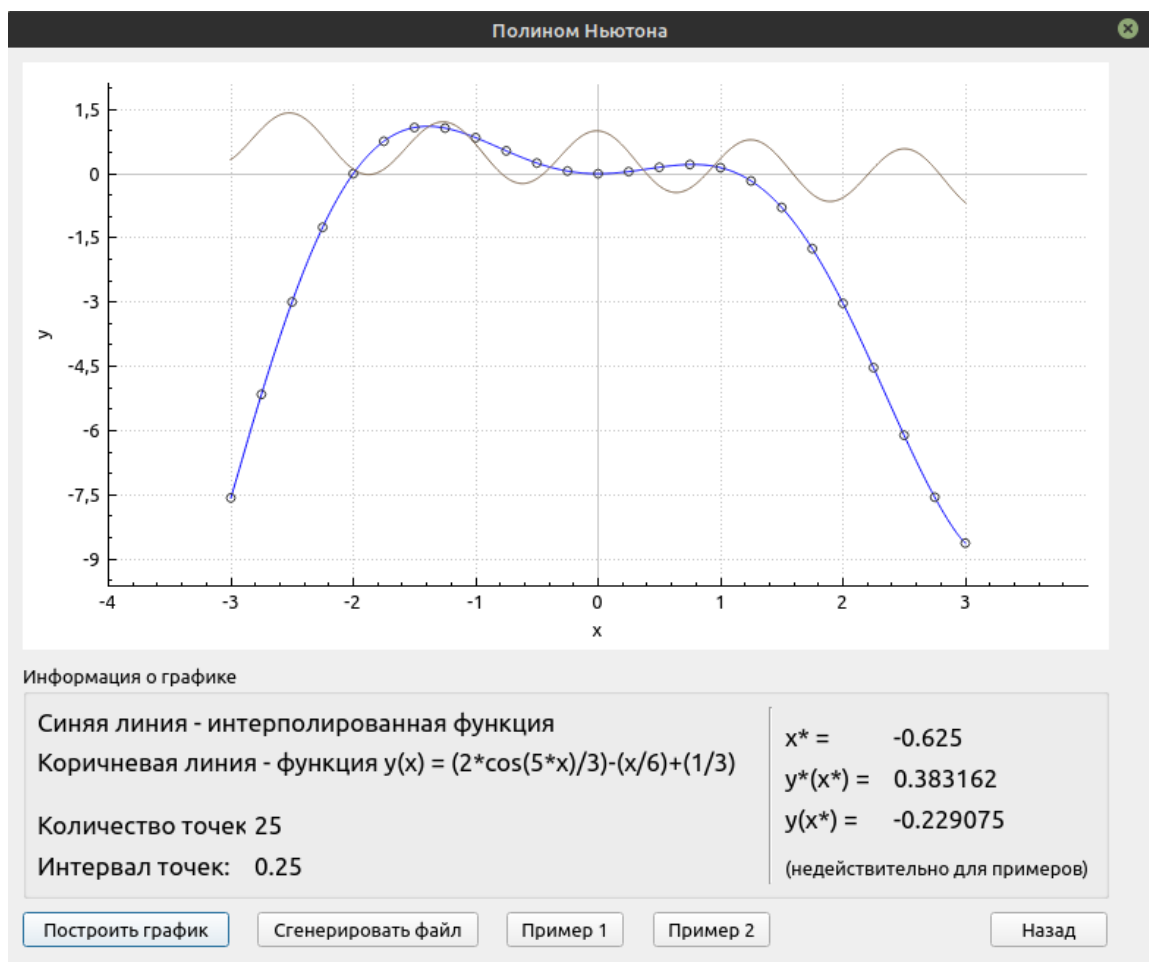 Полином Ньютона
1,5
0
-1,5
-3
-4,5
-6
-7,5
-9
y
-4 -3 -2 -1 0 1 2 3
x
Информация о графике
Синяя линия - интерполированная функция
Коричневая линия - функция y(x) = (2*cos(5*x)/3)-(x/6)+(1/3)
Количество точек 25
Интервал точек: 0.25
x* = -0.625
y*(x*) = 0.383162
y(x*) = -0.229075
(недействительно для примеров)
Построить график Сгенерировать файл Пример 1 Пример 2 Назад